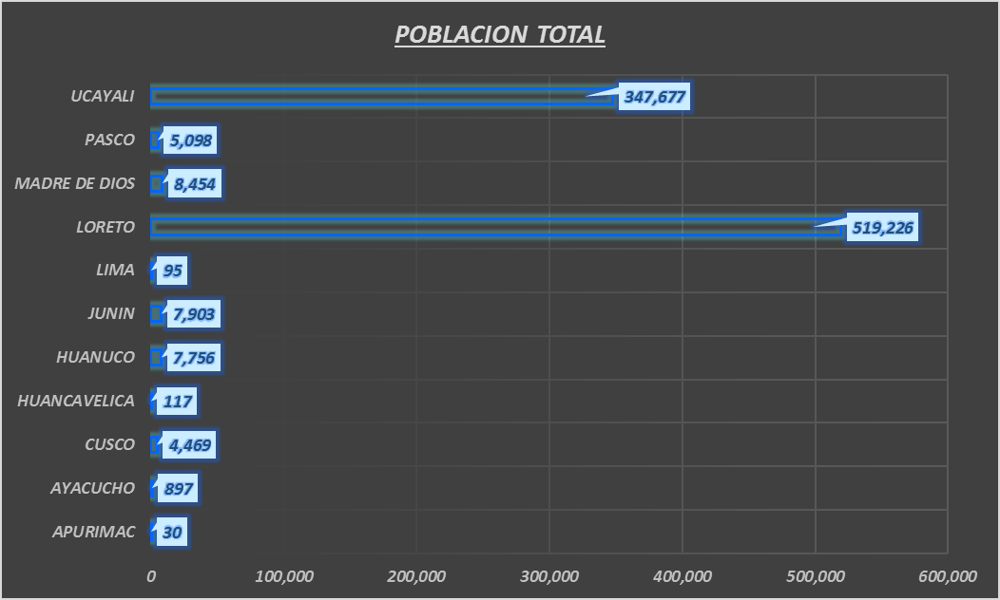 POBLACION TOTAL
UCAYALI 347,677
PASCO 5,098
MADRE DE DIOS 8,454
LORETO 519,226
LIMA 95
JUNIN 7,903
HUANUCO 7,756
HUANCAVELICA 117
CUSCO 4,469
AYACUCHO 897
APURIMAC 30
0 100,000 200,000 300,000 400,000 500,000 600,000